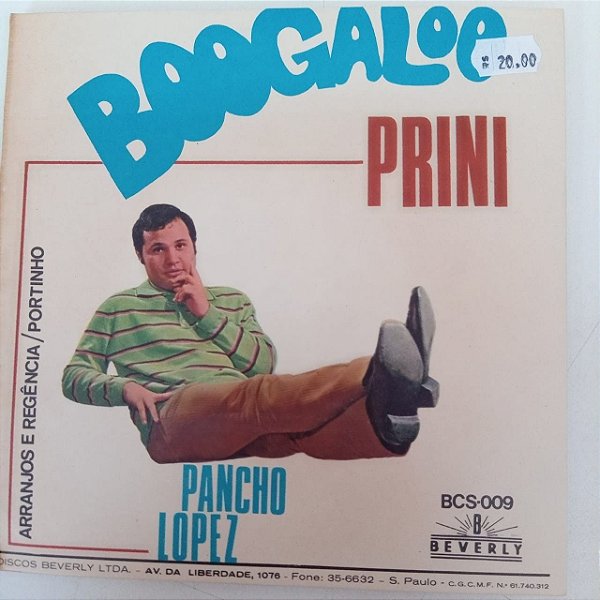 BOOGALOO
R$ 20.00
PRINI
ARRANJOS E REGÊNCIA/PORTINHO
PANCHO
LOPEZ
BCS-009
B
BEVERLY
DISCOS BEVERLY LTDA. - AV. DA LIBERDADE, 1076 - Fone: 35-6632 - S. Paulo - C.G.C.M.F. N.º 61.740.312